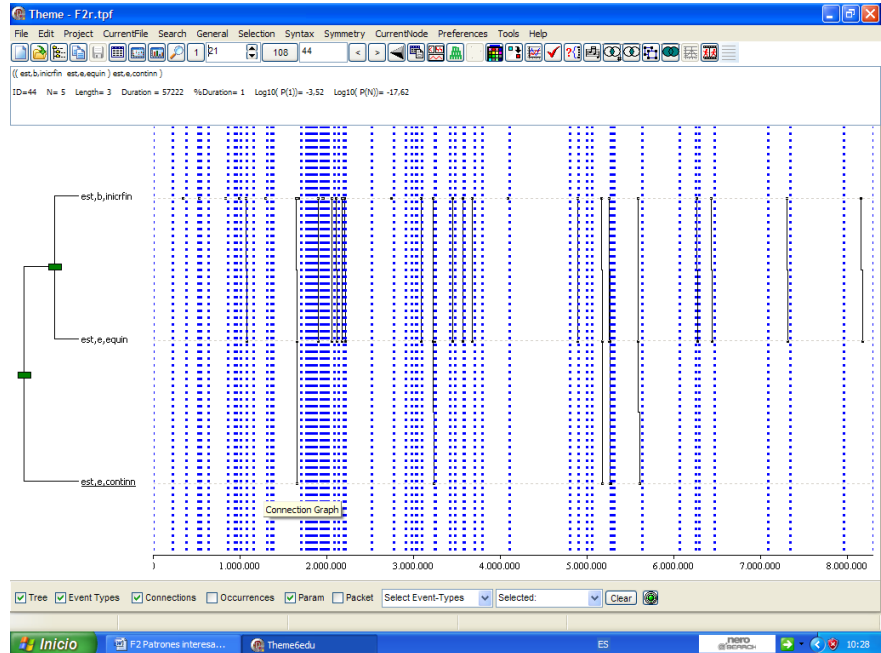 Theme - F2r.tpf
File Edit Project CurrentFile Search General Selection Syntax Symmetry CurrentNode Preferences Tools Help
1 21 108 44 < >
(( est,b,inicrfin est,e,equin ) est,e,continn )
ID=44 N= 5 Length= 3 Duration = 57222 %Duration= 1 Log10( P(1))= -3,52 Log10( P(N))= -17,62
est,b,inicrfin
est,e,equin
est,e,continn
Connection Graph
1.000.000 2.000.000 3.000.000 4.000.000 5.000.000 6.000.000 7.000.000 8.000.000
Tree Event Types Connections Occurrences Param Packet Select Event-Types Selected: Clear
Inicio F2 Patrones interesa... Theme6edu ES nero SEARCH 10:28